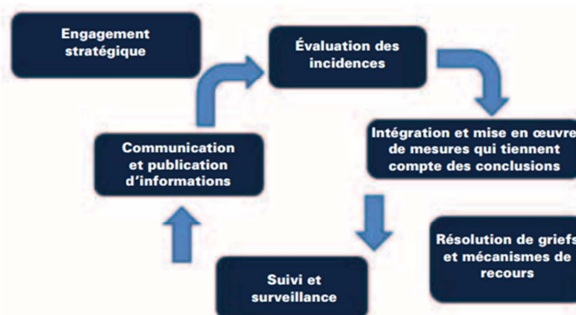 Engagement
stratégique
Évaluation des
incidences
Intégration et mise en œuvre
de mesures qui tiennent
compte des conclusions
Communication
et publication
d'informations
Résolution de griefs
et mécanismes de
recours
Suivi et
surveillance